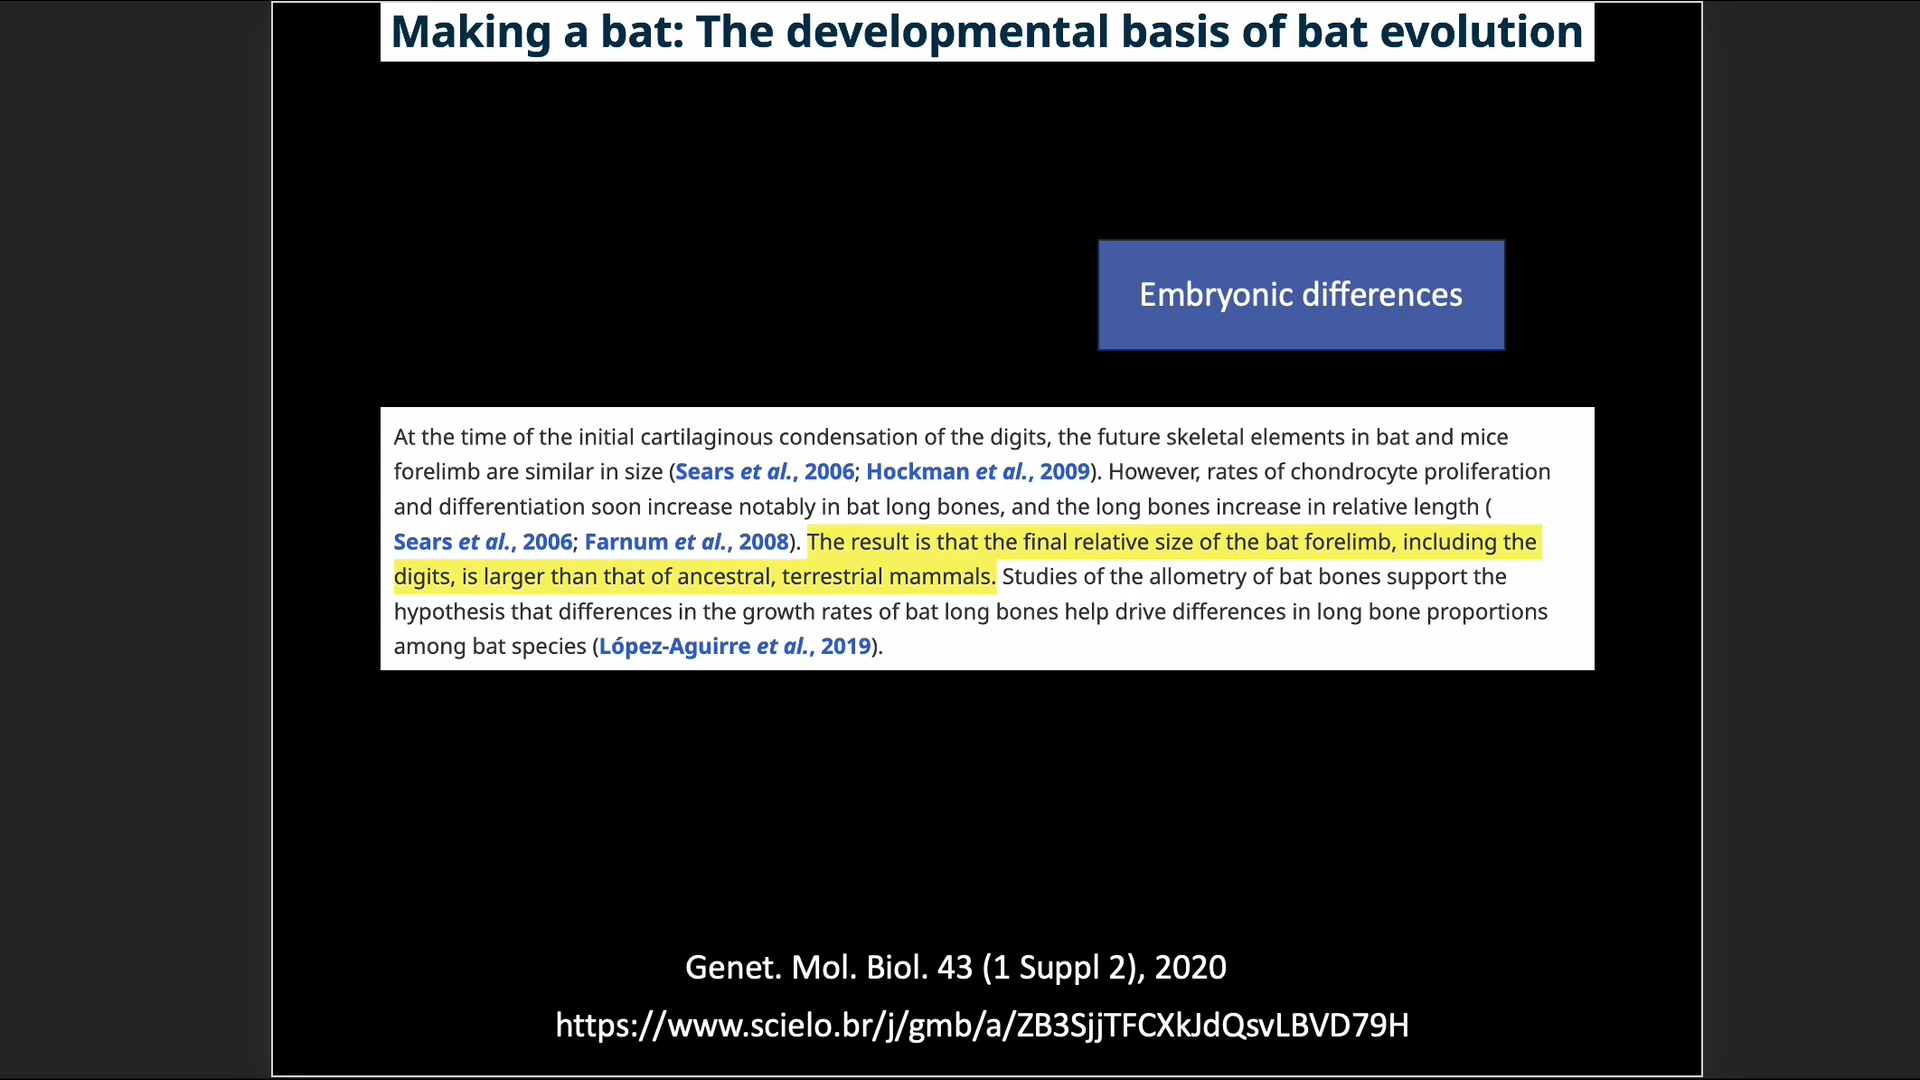 Making a bat: The developmental basis of bat evolution
Embryonic differences
At the time of the initial cartilaginous condensation of the digits, the future skeletal elements in bat and mice
forelimb are similar in size (Sears et al., 2006; Hockman et al., 2009). However, rates of chondrocyte proliferation
and differentiation soon increase notably in bat long bones, and the long bones increase in relative length (
Sears et al., 2006; Farnum et al., 2008). The result is that the final relative size of the bat forelimb, including the
digits, is larger than that of ancestral, terrestrial mammals. Studies of the allometry of bat bones support the
hypothesis that differences in the growth rates of bat long bones help drive differences in long bone proportions
among bat species (López-Aguirre et al., 2019).
Genet. Mol. Biol. 43 (1 Suppl 2), 2020
https://www.scielo.br/j/gmb/a/ZB3SjjTFCXkJdQsvLBVD79H